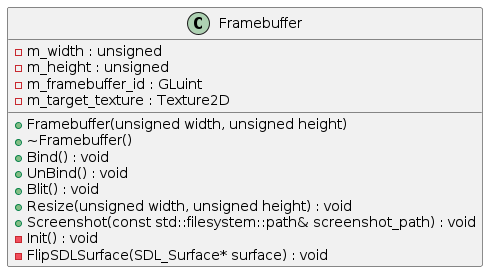 C Framebuffer
m_width : unsigned
m_height : unsigned
m_framebuffer_id : GLuint
m_target_texture : Texture2D
Framebuffer(unsigned width, unsigned height)
~Framebuffer()
Bind() : void
UnBind() : void
Blit() : void
Resize(unsigned width, unsigned height) : void
Screenshot(const std::filesystem::path& screenshot_path) : void
Init() : void
FlipSDLSurface(SDL_Surface* surface) : void